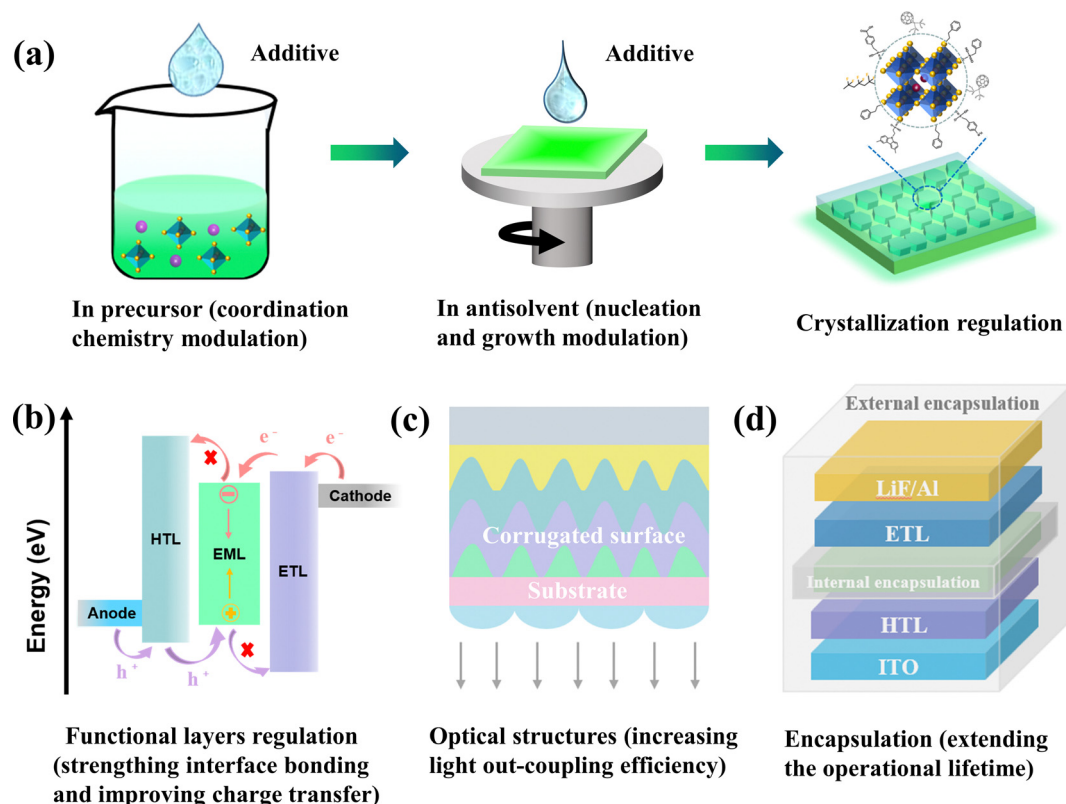 (a)
Additive
Additive
In precursor (coordination
chemistry modulation)
In antisolvent (nucleation
and growth modulation)
Crystallization regulation
(b)
Energy (eV)
HTL
EML
ETL
Anode
Cathode
e⁻
e⁻
h⁺
h⁺
Functional layers regulation
(strengthing interface bonding
and improving charge transfer)
(c)
Corrugated surface
Substrate
Optical structures (increasing
light out-coupling efficiency)
(d)
External encapsulation
LiF/Al
ETL
Internal encapsulation
HTL
ITO
Encapsulation (extending
the operational lifetime)